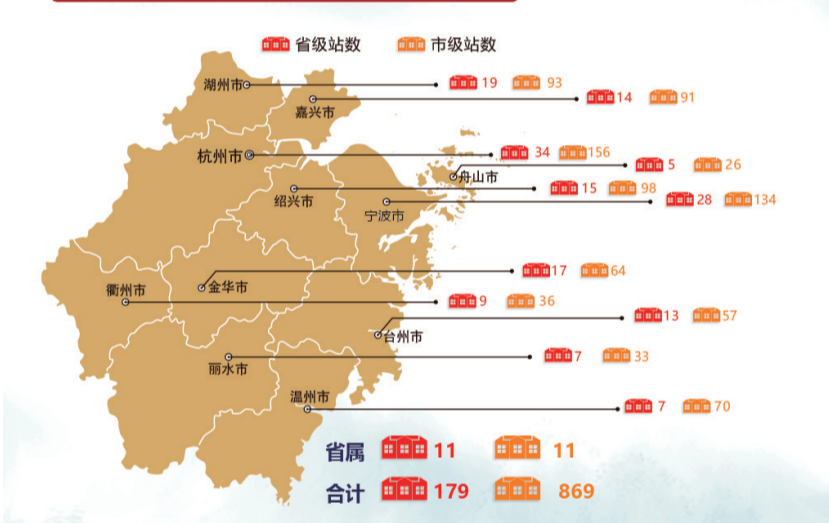 省级站数 市级站数
湖州市 19 93
嘉兴市 14 91
杭州市 34 156
舟山市 5 26
绍兴市 15 98
宁波市 28 134
金华市 17 64
衢州市 9 36
台州市 13 57
丽水市 7 33
温州市 7 70
省属 11 11
合计 179 869